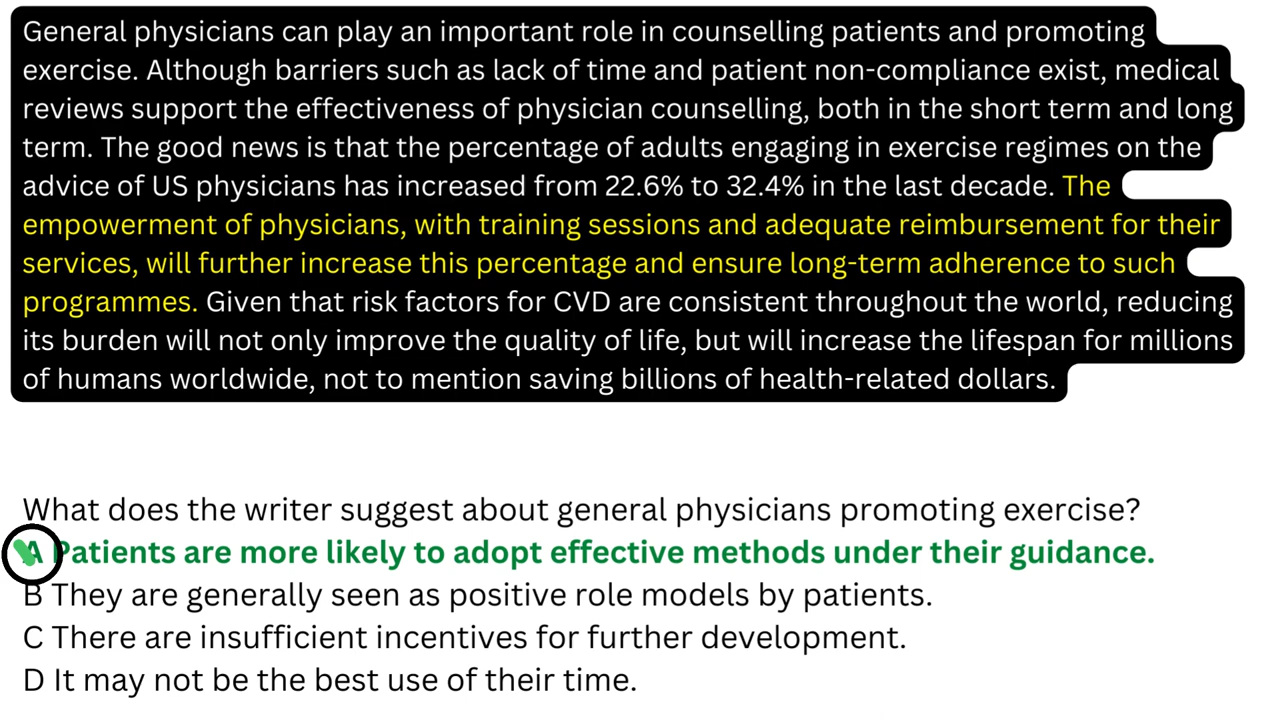 General physicians can play an important role in counselling patients and promoting
exercise. Although barriers such as lack of time and patient non-compliance exist, medical
reviews support the effectiveness of physician counselling, both in the short term and long
term. The good news is that the percentage of adults engaging in exercise regimes on the
advice of US physicians has increased from 22.6% to 32.4% in the last decade. The
empowerment of physicians, with training sessions and adequate reimbursement for their
services, will further increase this percentage and ensure long-term adherence to such
programmes. Given that risk factors for CVD are consistent throughout the world, reducing
its burden will not only improve the quality of life, but will increase the lifespan for millions
of humans worldwide, not to mention saving billions of health-related dollars.
What does the writer suggest about general physicians promoting exercise?
A Patients are more likely to adopt effective methods under their guidance.
B They are generally seen as positive role models by patients.
C There are insufficient incentives for further development.
D It may not be the best use of their time.